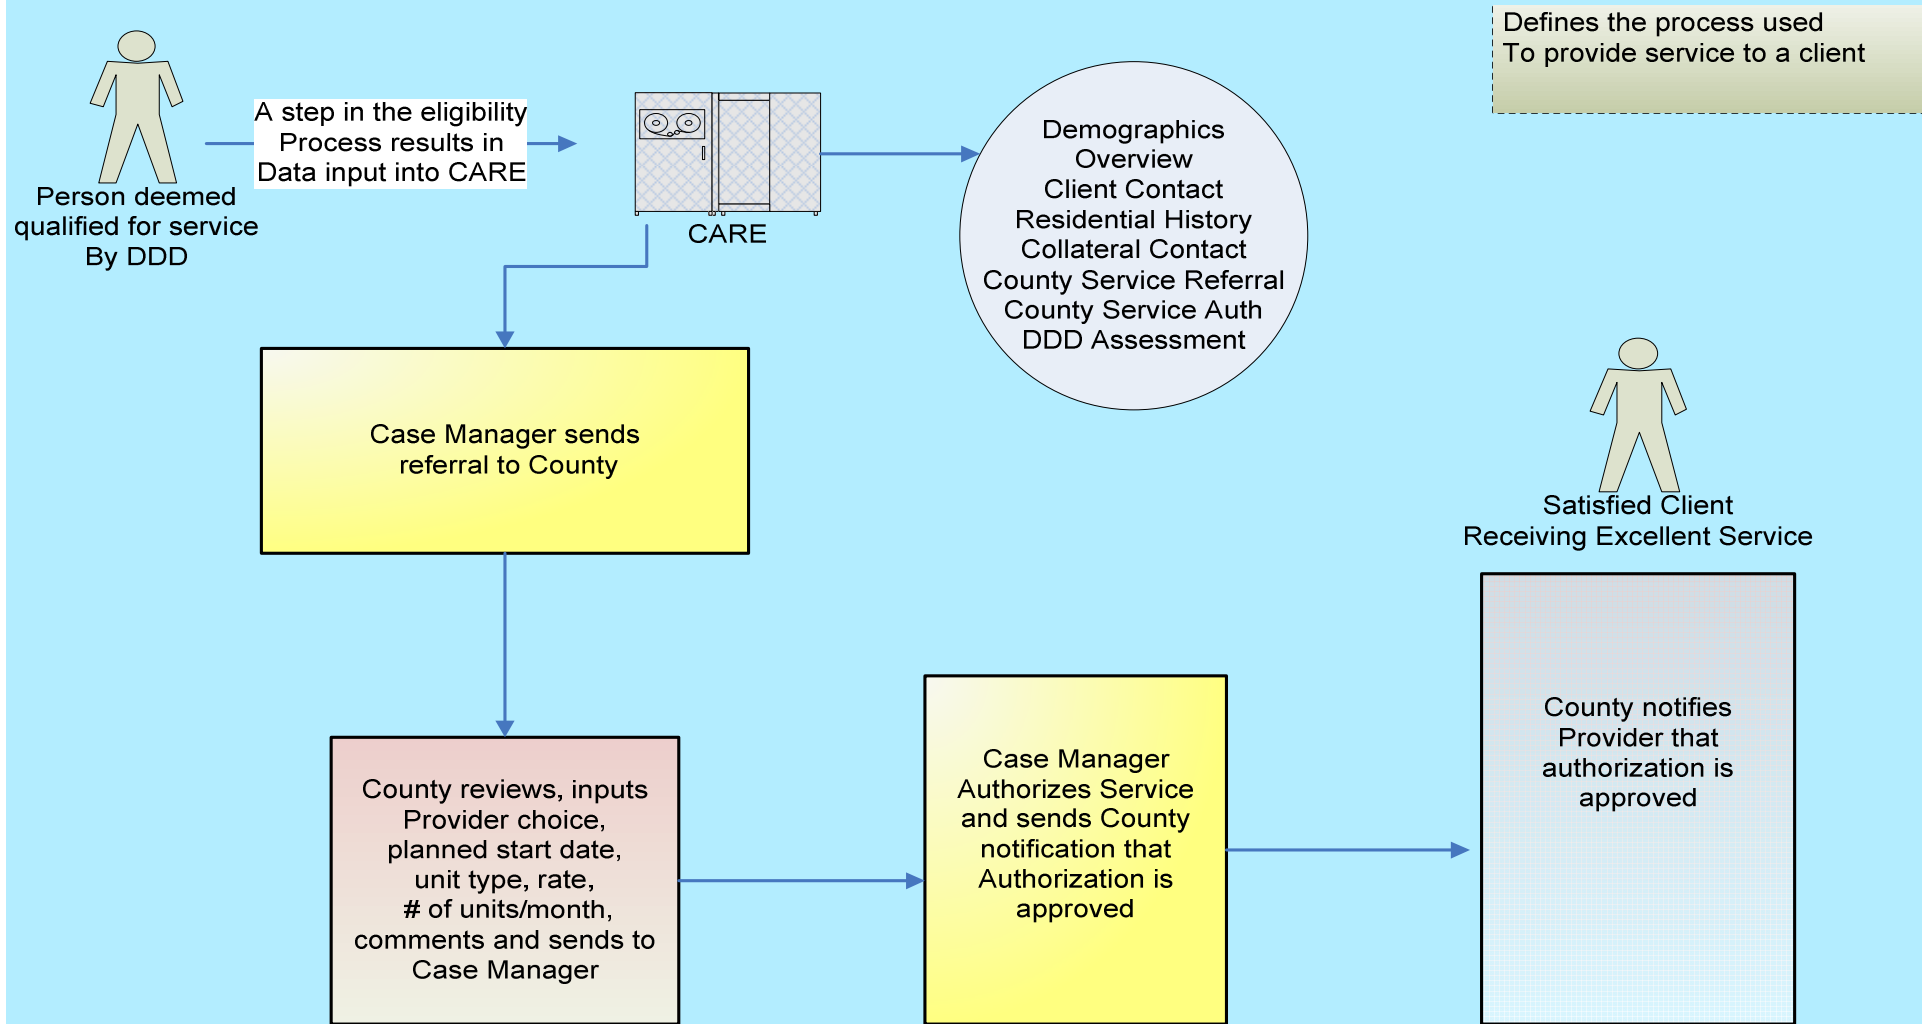 Defines the process used
To provide service to a client
A step in the eligibility
Process results in
Data input into CARE
Person deemed
qualified for service
By DDD
CARE
Demographics
Overview
Client Contact
Residential History
Collateral Contact
County Service Referral
County Service Auth
DDD Assessment
Case Manager sends
referral to County
Satisfied Client
Receiving Excellent Service
County reviews, inputs
Provider choice,
planned start date,
unit type, rate,
# of units/month,
comments and sends to
Case Manager
Case Manager
Authorizes Service
and sends County
notification that
Authorization is
approved
County notifies
Provider that
authorization is
approved